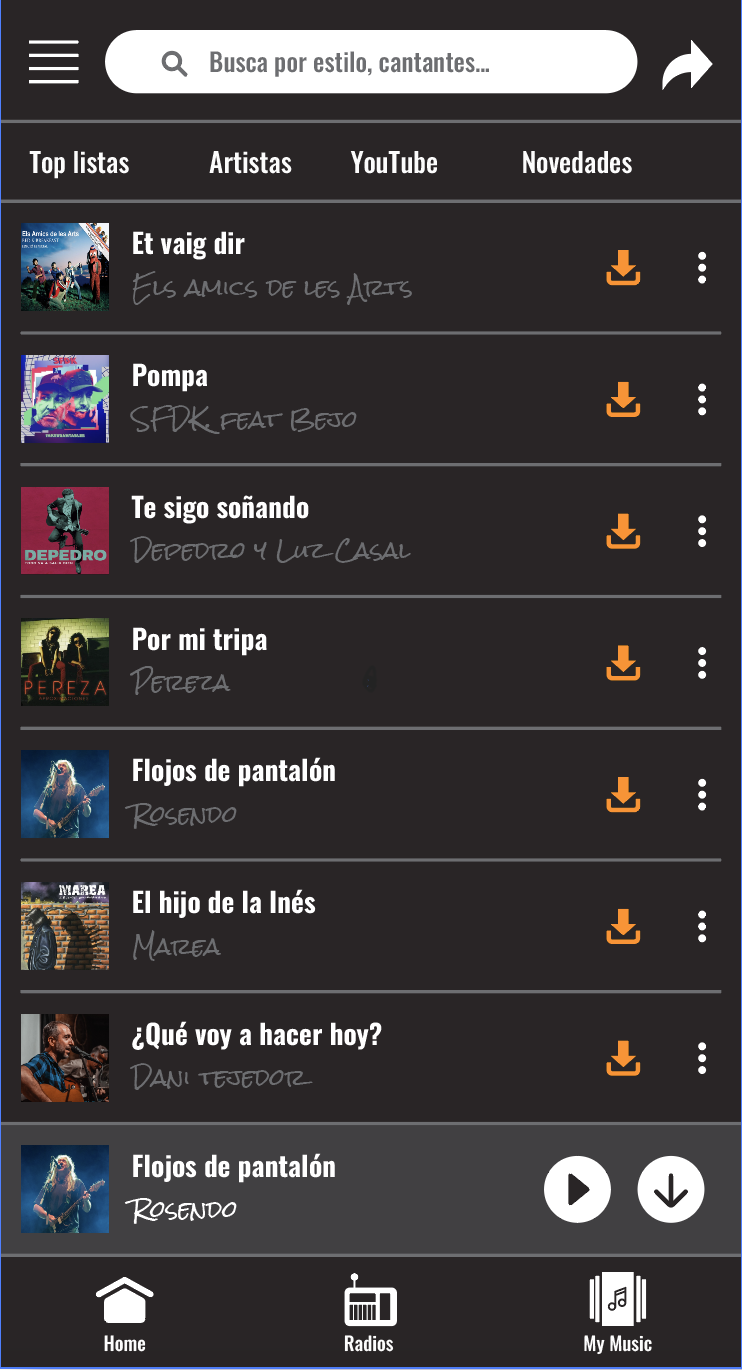 Busca por estilo, cantantes...
Top listas Artistas YouTube Novedades
Els Amics de les Arts
Et vaig dir
Els amics de les Arts
Pompa
SFDK feat Bejo
DEPEDRO
Te sigo soñando
Depedro y Luz Casal
PEREZA
Por mi tripa
Pereza
Flojos de pantalón
Rosendo
MAREA
El hijo de la Inés
Marea
¿Qué voy a hacer hoy?
Dani tejedor
Flojos de pantalón
Rosendo
Home Radios My Music